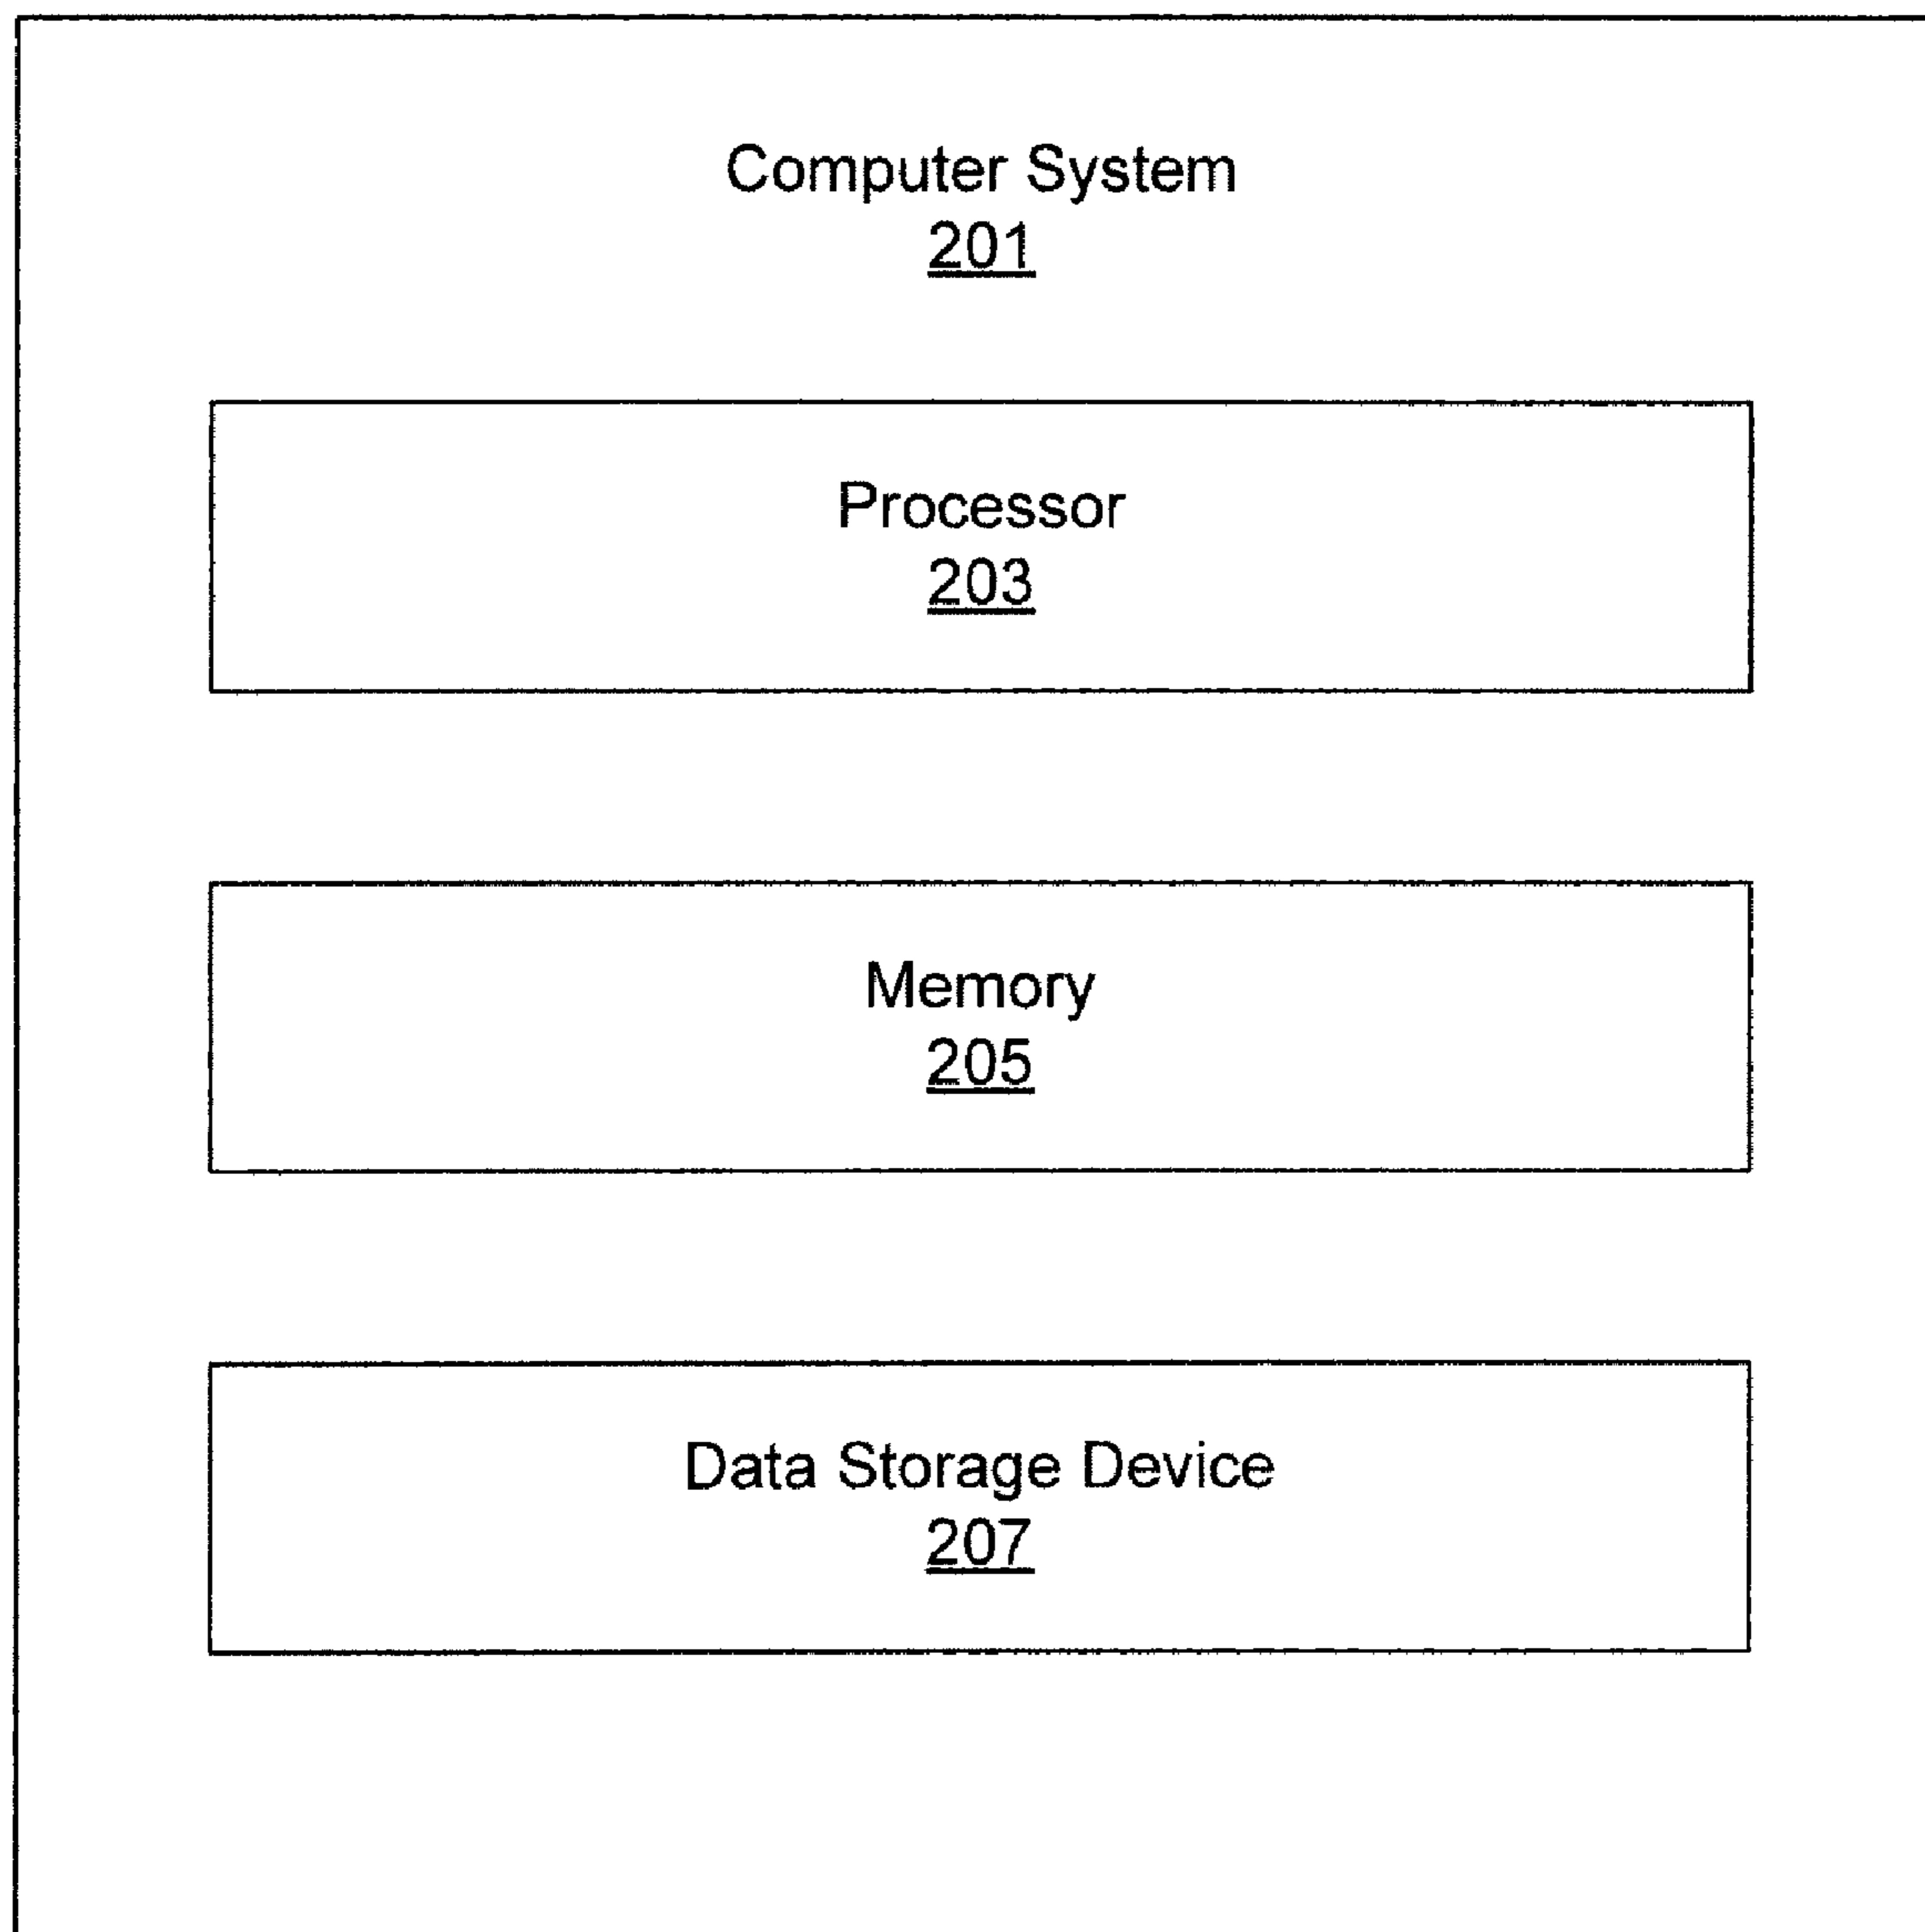 Computer System
201
Processor
203
Memory
205
Data Storage Device
207